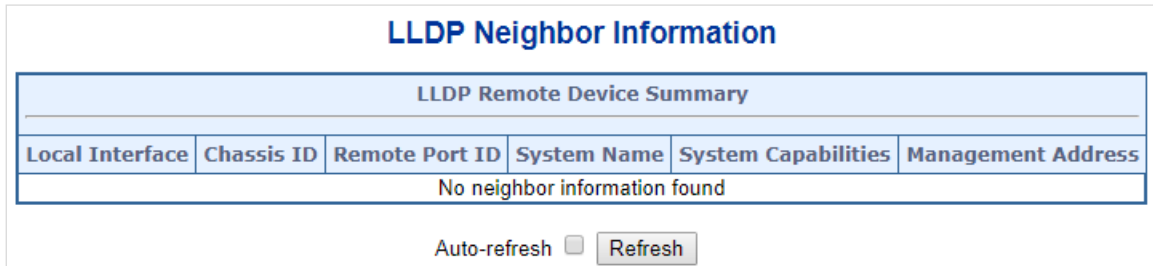 LLDP Neighbor Information
LLDP Remote Device Summary
Local Interface Chassis ID Remote Port ID System Name System Capabilities Management Address
No neighbor information found
Auto-refresh Refresh